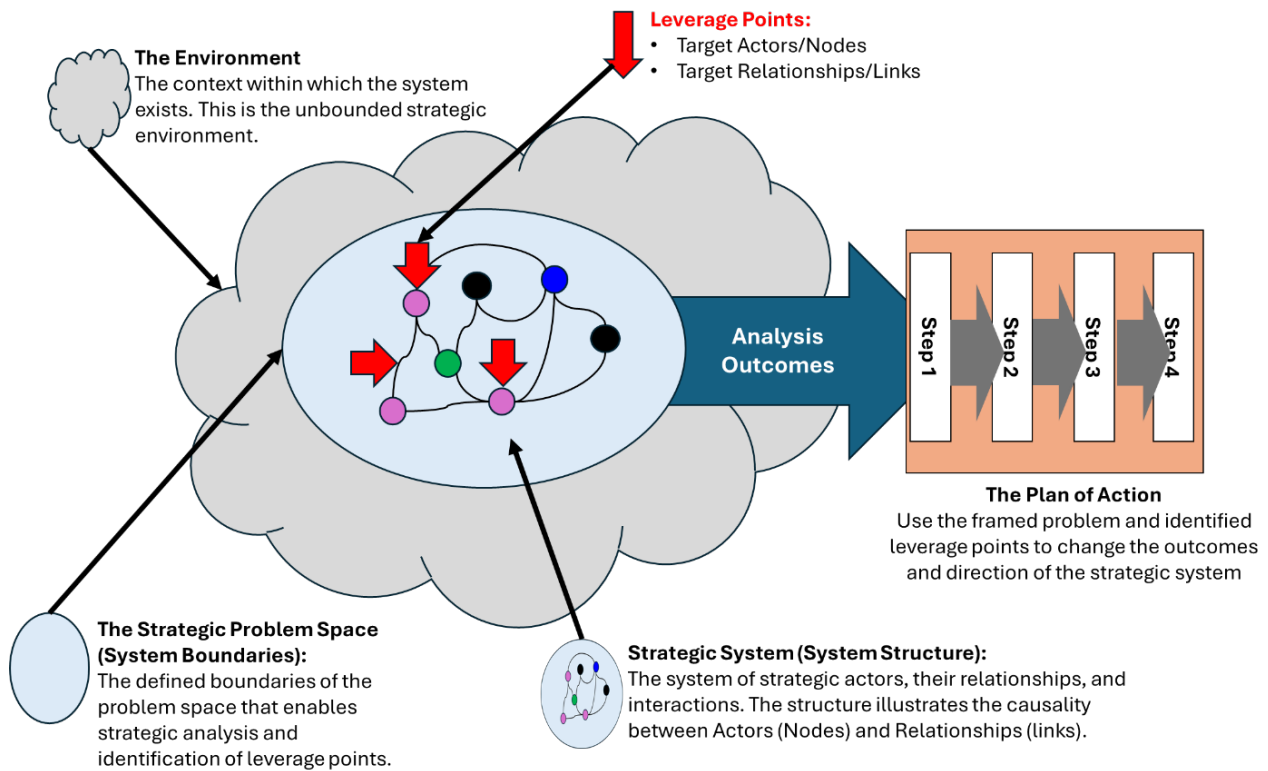 Leverage Points:
• Target Actors/Nodes
• Target Relationships/Links
The Environment
The context within which the system
exists. This is the unbounded strategic
environment.
Analysis
Outcomes
Step 1
Step 2
Step 3
Step 4
The Plan of Action
Use the framed problem and identified
leverage points to change the outcomes
and direction of the strategic system
The Strategic Problem Space
(System Boundaries):
The defined boundaries of the
problem space that enables
strategic analysis and
identification of leverage points.
Strategic System (System Structure):
The system of strategic actors, their relationships, and
interactions. The structure illustrates the causality
between Actors (Nodes) and Relationships (links).